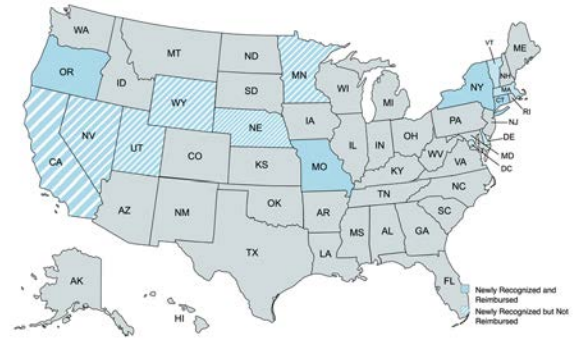 WA
MT
ND
MN
VT
ME
OR
ID
SD
WI
MI
NY
NH
MA
CT
RI
WY
IA
PA
NJ
NV
NE
IL
IN
OH
DE
CA
UT
CO
KS
MO
WV
VA
MD
DC
KY
AZ
NM
OK
AR
TN
NC
SC
TX
LA
MS
AL
GA
AK
HI
FL
Newly Recognized and
Reimbursed
Newly Recognized but Not
Reimbursed